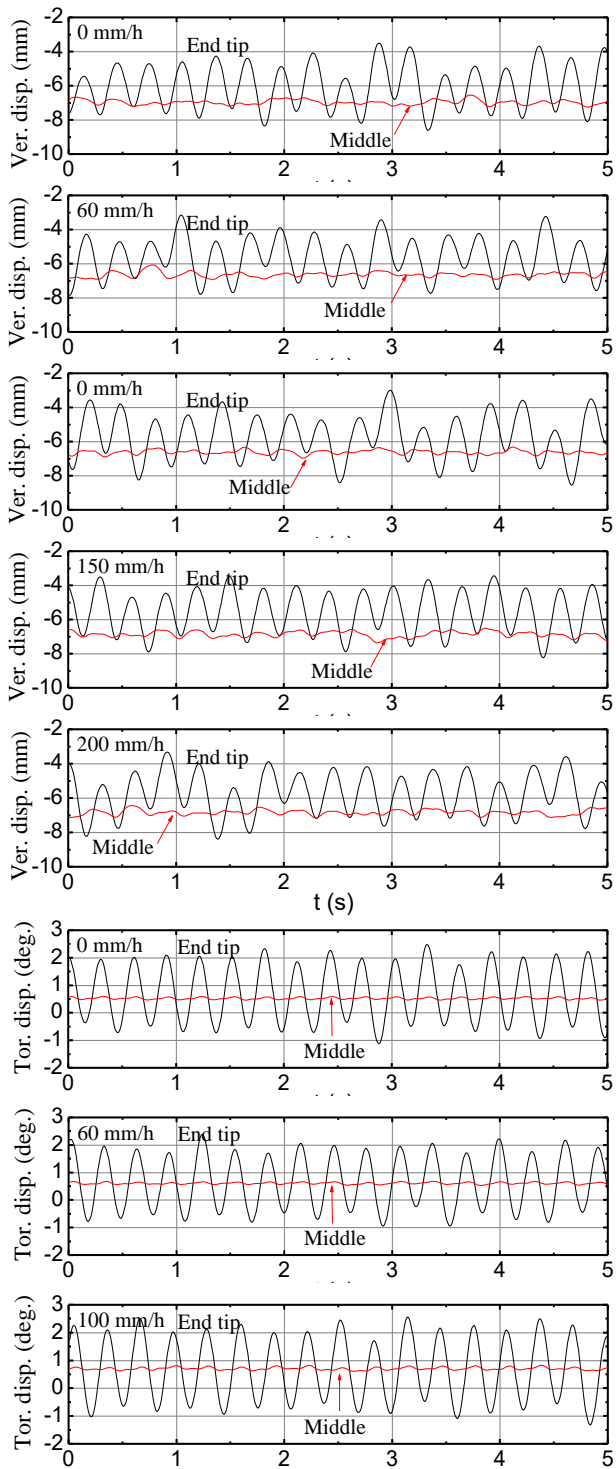 -2
0 mm/h
End tip
-4
-6
-8
Middle
-10
0 1 2 3 4 5
Ver. disp. (mm)
-2
60 mm/h
End tip
-4
-6
-8
Middle
-10
0 1 2 3 4 5
Ver. disp. (mm)
-2
0 mm/h
End tip
-4
-6
-8
Middle
-10
0 1 2 3 4 5
Ver. disp. (mm)
-2
150 mm/h
End tip
-4
-6
-8
Middle
-10
0 1 2 3 4 5
Ver. disp. (mm)
-2
200 mm/h
End tip
-4
-6
-8
Middle
-10
0 1 2 3 4 5
t (s)
Ver. disp. (mm)
3
0 mm/h
End tip
2
1
0
-1
Middle
-2
0 1 2 3 4 5
Tor. disp. (deg.)
3
60 mm/h
End tip
2
1
0
-1
Middle
-2
0 1 2 3 4 5
Tor. disp. (deg.)
3
100 mm/h
End tip
2
1
0
-1
Middle
-2
0 1 2 3 4 5
Tor. disp. (deg.)